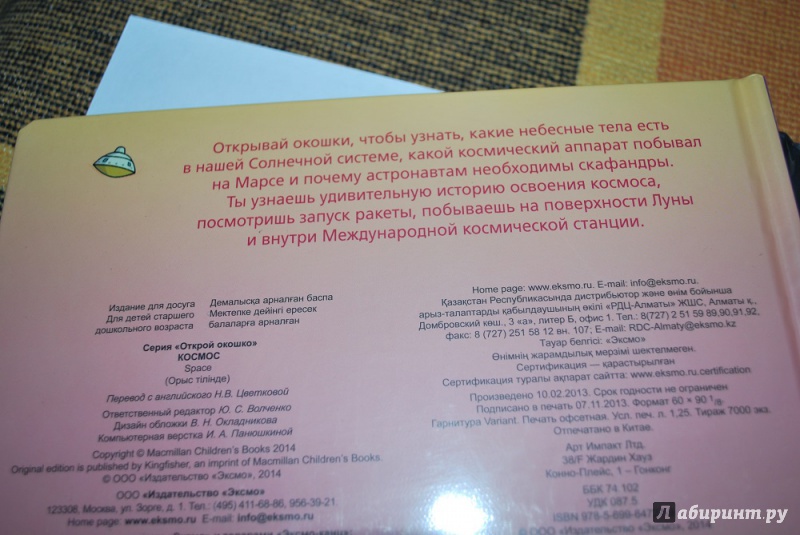 Открывай окошки, чтобы узнать, какие небесные тела есть
в нашей Солнечной системе, какой космический аппарат побывал
на Марсе и почему астронавтам необходимы скафандры.
Ты узнаешь удивительную историю освоения космоса,
посмотришь запуск ракеты, побываешь на поверхности Луны
и внутри Международной космической станции.
Издание для досуга
Для детей старшего
дошкольного возраста
Демалысқа арналған баспа
Мектепке дейінгі ересек
балаларға арналған
Серия «Открой окошко»
КОСМОС
Space
(Орыс тілінде)
Перевод с английского Н.В. Цветковой
Ответственный редактор Ю. С. Волченко
Дизайн обложки В. Н. Окладникова
Компьютерная верстка И. А. Панюшкиной
Copyright © Macmillan Children's Books 2014
Original edition is published by Kingfisher, an imprint of Macmillan Children's Books.
© ООО «Издательство «Эксмо», 2014
ООО «Издательство «Эксмо»
123308, Москва, ул. Зорге, д. 1. Тел.: (495) 411-68-86, 956-39-21.
Home page: www.eksmo.ru E-mail: info@eksmo.ru
Home page: www.eksmo.ru. E-mail: info@eksmo.ru.
Қазақстан Республикасында дистрибьютор және өнім бойынша
арыз-талаптарды қабылдаушының өкілі «РДЦ-Алматы» ЖШС, Алматы қ.,
Домбровский көш., 3 «а», литер Б, офис 1. Тел.: 8(727) 2 51 59 89,90,91,92,
факс: 8 (727) 251 58 12 вн. 107; E-mail: RDC-Almaty@eksmo.kz
Тауар белгісі: «Эксмо»
Өнімнің жарамдылық мерзімі шектелмеген.
Сертификация — қарастырылған
Сертификация туралы ақпарат сайтта: www.eksmo.ru.certification
Произведено 10.02.2013. Срок годности не ограничен
Подписано в печать 07.11.2013. Формат 60 × 90 1/8.
Гарнитура Variant. Печать офсетная. Усл. печ. л. 1,25. Тираж 7000 экз.
Отпечатано в Китае.
Арт Импакт Лтд.
38/F Жардин Хауз
Конно-Плейс, 1 – Гонконг
ББК 74.102
УДК 087.5
ISBN 978-5-699-
© ООО «Издательство «Эксмо», 2014
Лабиринт.ру